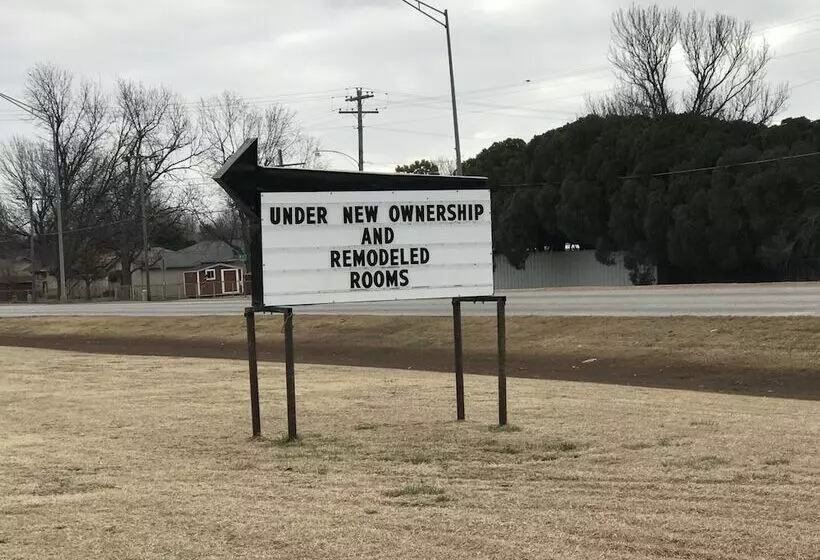 UNDER NEW OWNERSHIP
AND
REMODELED
ROOMS